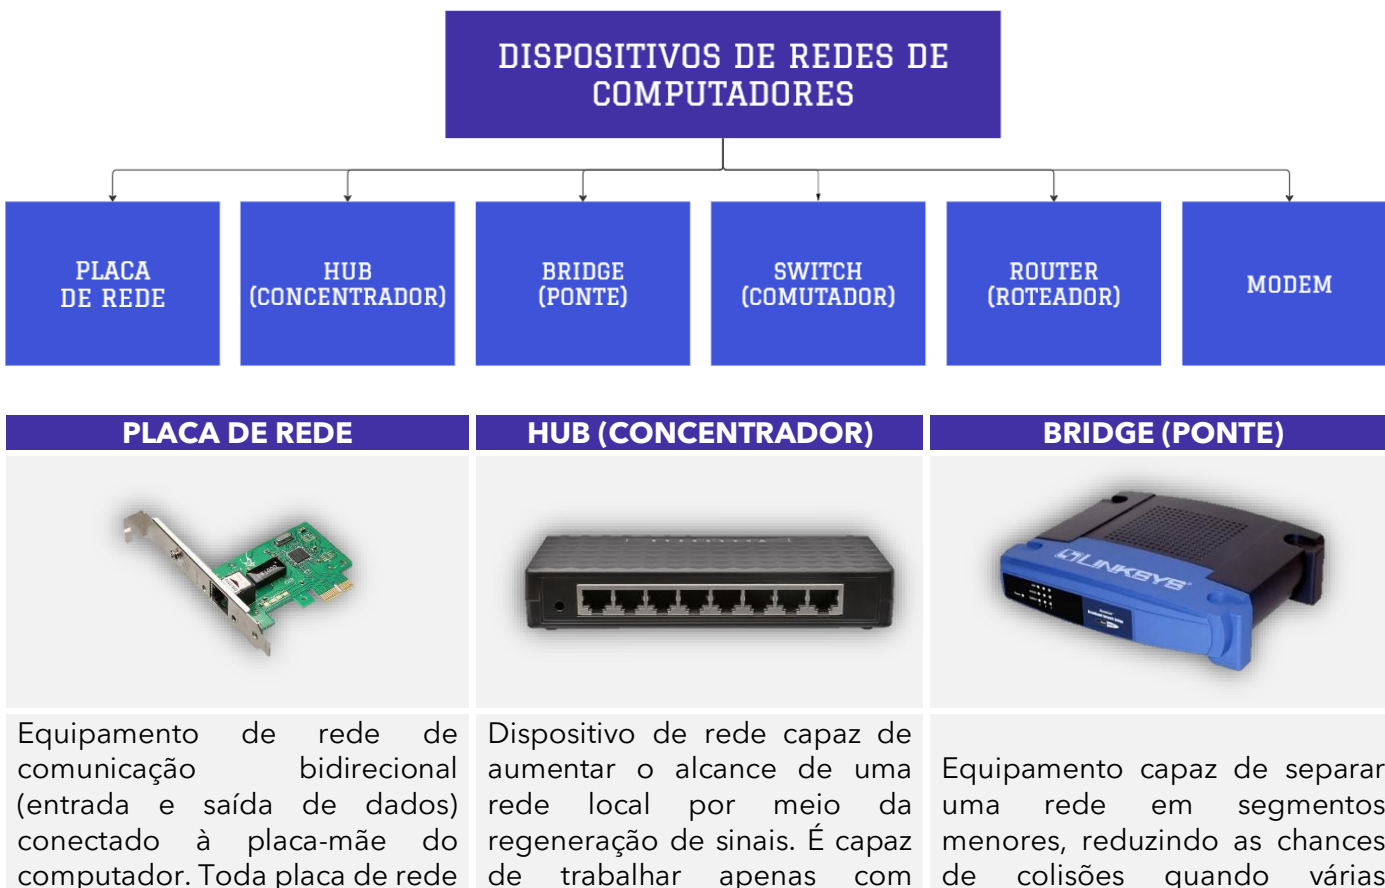 DISPOSITIVOS DE REDES DE
COMPUTADORES
PLACA
DE REDE
HUB
(CONCENTRADOR)
BRIDGE
(PONTE)
SWITCH
(COMUTADOR)
ROUTER
(ROTEADOR)
MODEM
PLACA DE REDE
HUB (CONCENTRADOR)
BRIDGE (PONTE)
LINKSYS
Equipamento de rede de
comunicação bidirecional
(entrada e saída de dados)
conectado à placa-mãe do
computador. Toda placa de rede
Dispositivo de rede capaz de
aumentar o alcance de uma
rede local por meio da
regeneração de sinais. É capaz
de trabalhar apenas com
Equipamento capaz de separar
uma rede em segmentos
menores, reduzindo as chances
de colisões quando várias